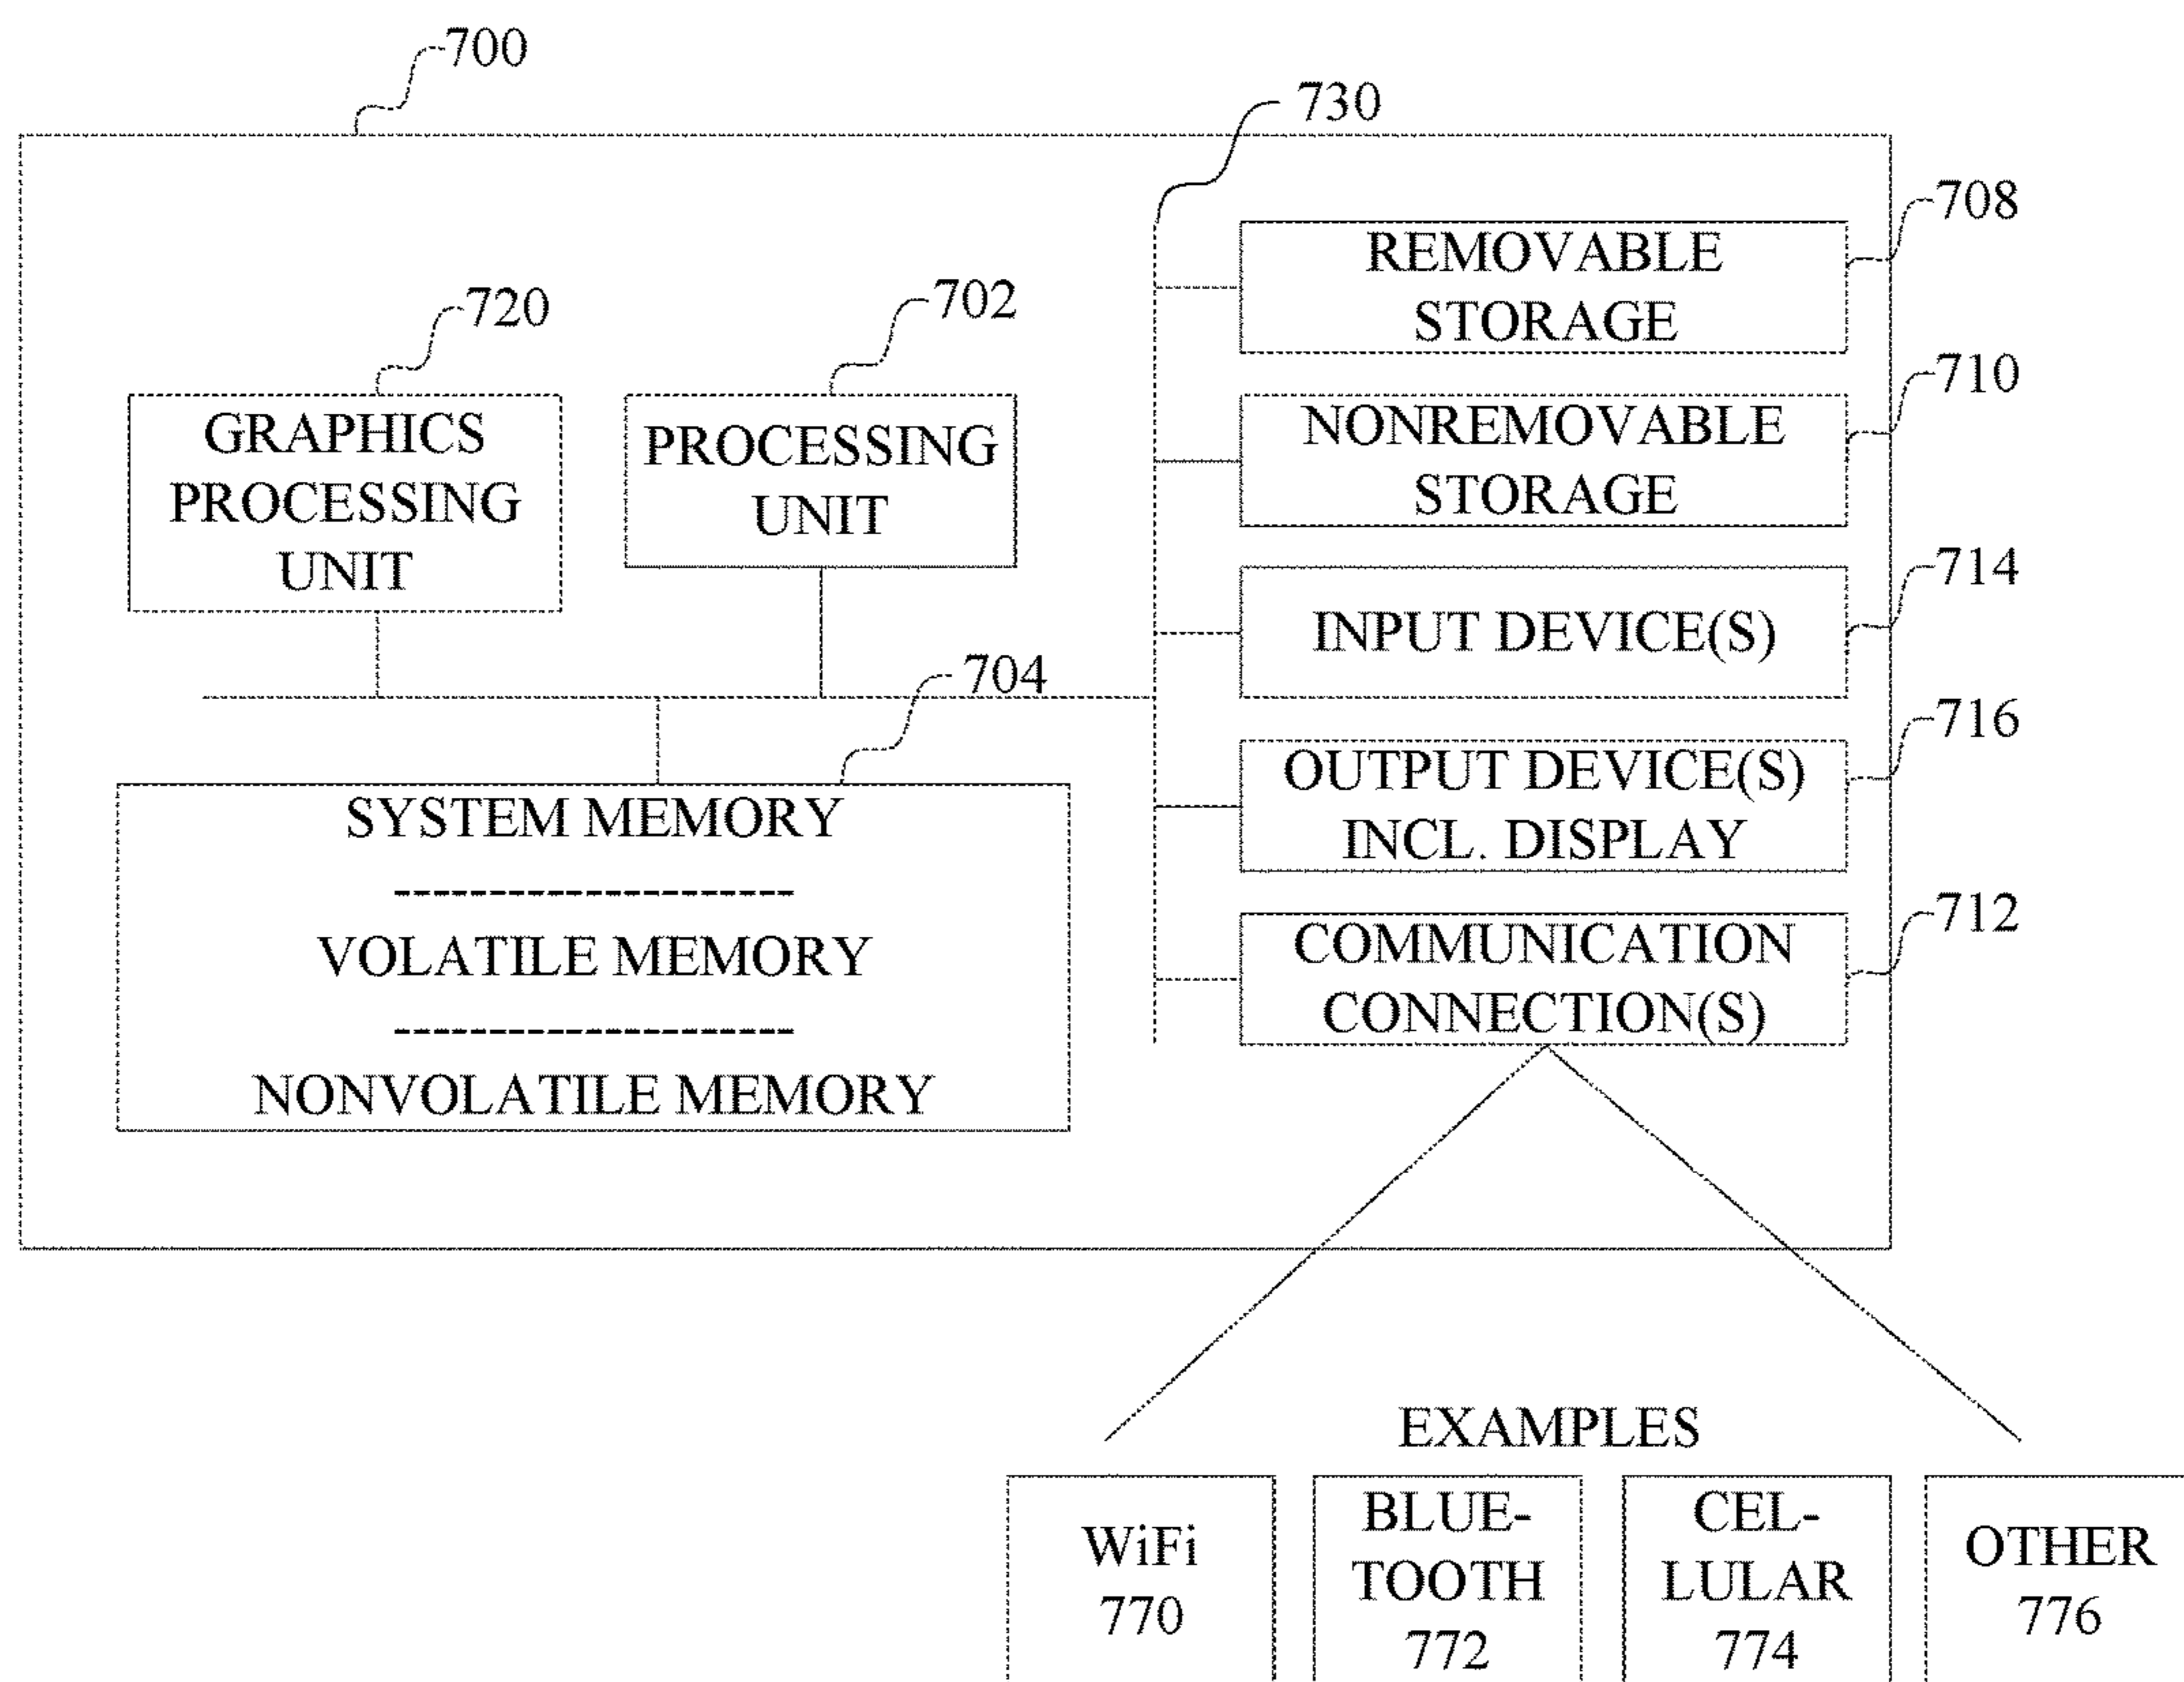 700
730
708
REMOVABLE
STORAGE
720
702
710
GRAPHICS
PROCESSING
UNIT
PROCESSING
UNIT
NONREMOVABLE
STORAGE
714
INPUT DEVICE(S)
704
716
SYSTEM MEMORY
--------------------
VOLATILE MEMORY
--------------------
NONVOLATILE MEMORY
OUTPUT DEVICE(S)
INCL. DISPLAY
712
COMMUNICATION
CONNECTION(S)
EXAMPLES
WiFi
770
BLUE-
TOOTH
772
CEL-
LULAR
774
OTHER
776